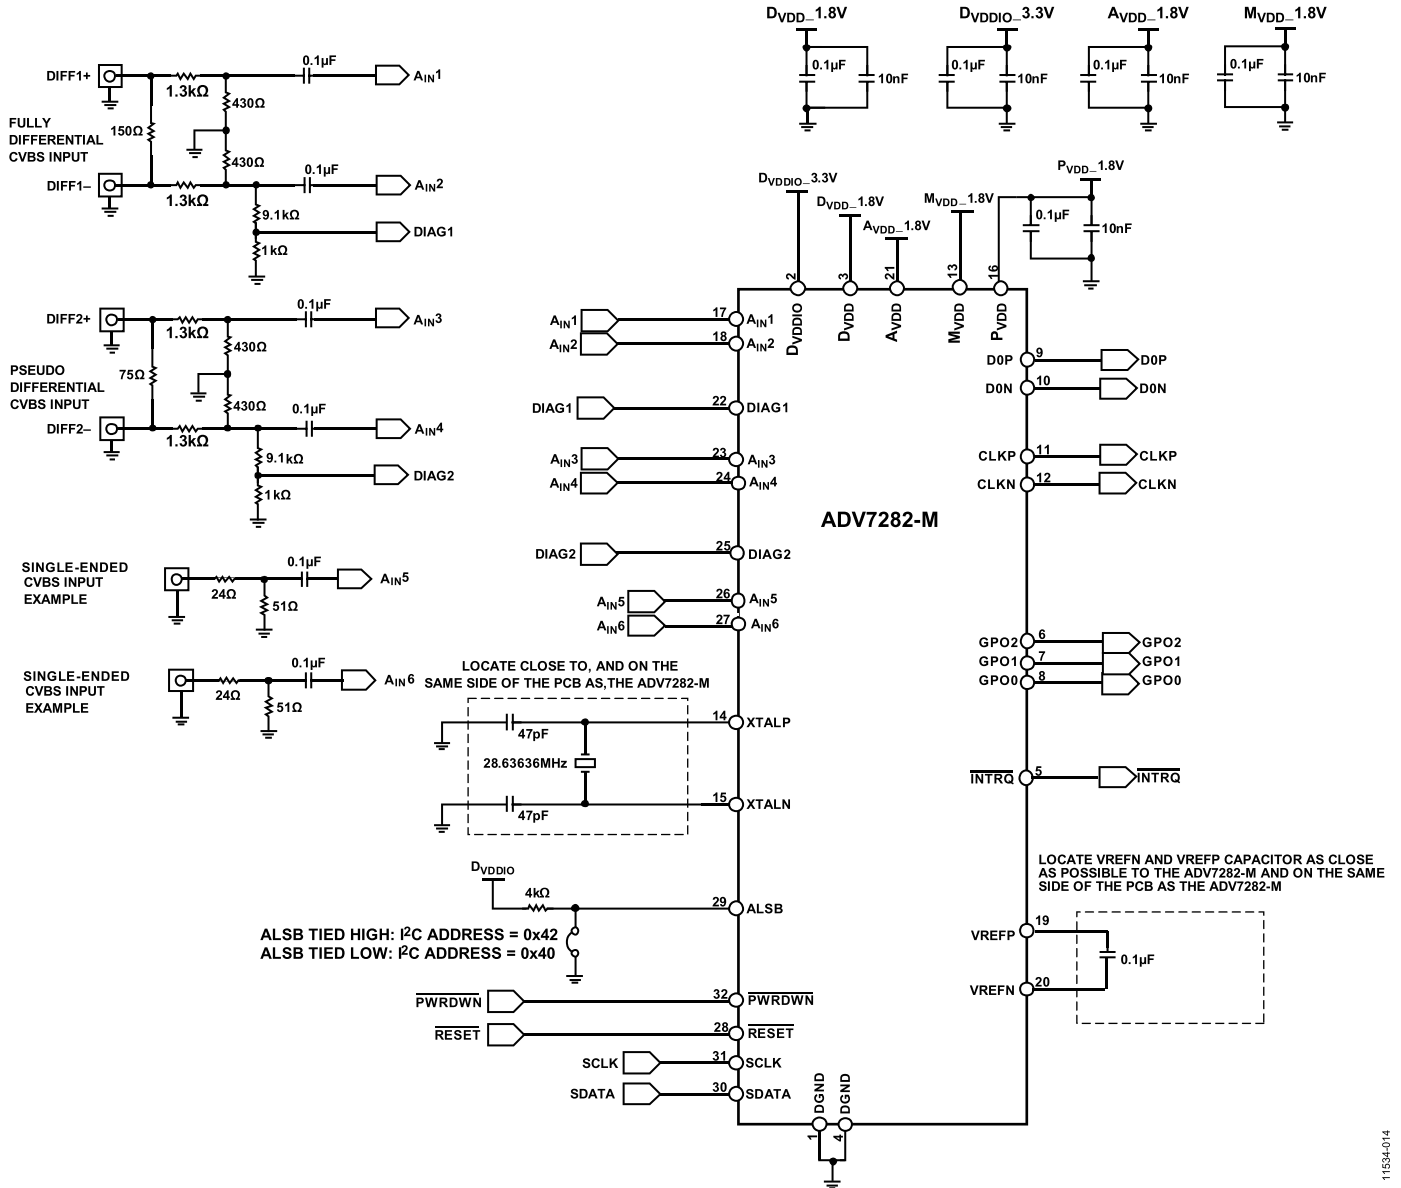 DVDD_1.8V
DVDDIO_3.3V
AVDD_1.8V
MVDD_1.8V
0.1µF
10nF
0.1µF
10nF
0.1µF
10nF
0.1µF
10nF
DIFF1+
1.3kΩ
0.1µF
AIN1
430Ω
FULLY
DIFFERENTIAL
CVBS INPUT
150Ω
430Ω
0.1µF
DIFF1–
1.3kΩ
AIN2
9.1kΩ
DIAG1
1kΩ
DIFF2+
1.3kΩ
0.1µF
AIN3
430Ω
PSEUDO
DIFFERENTIAL
CVBS INPUT
75Ω
430Ω
0.1µF
DIFF2–
1.3kΩ
AIN4
9.1kΩ
DIAG2
1kΩ
SINGLE-ENDED
CVBS INPUT
EXAMPLE
24Ω
0.1µF
51Ω
AIN5
SINGLE-ENDED
CVBS INPUT
EXAMPLE
24Ω
0.1µF
51Ω
AIN6
DVDDIO_3.3V
DVDD_1.8V
AVDD_1.8V
MVDD_1.8V
PVDD_1.8V
0.1µF
10nF
2
3
21
13
16
DVDDIO
DVDD
AVDD
MVDD
PVDD
AIN1 17 AIN1
AIN2 18 AIN2
DIAG1 22 DIAG1
AIN3 23 AIN3
AIN4 24 AIN4
DIAG2 25 DIAG2
AIN5 26 AIN5
AIN6 27 AIN6
ADV7282-M
D0P 9 D0P
D0N 10 D0N
CLKP 11 CLKP
CLKN 12 CLKN
GPO2 6 GPO2
GPO1 7 GPO1
GPO0 8 GPO0
INTRQ 5 INTRQ
LOCATE CLOSE TO, AND ON THE
SAME SIDE OF THE PCB AS,THE ADV7282-M
47pF
14 XTALP
28.63636MHz
47pF
15 XTALN
DVDDIO
4kΩ
29 ALSB
ALSB TIED HIGH: I2C ADDRESS = 0x42
ALSB TIED LOW: I2C ADDRESS = 0x40
LOCATE VREFN AND VREFP CAPACITOR AS CLOSE
AS POSSIBLE TO THE ADV7282-M AND ON THE SAME
SIDE OF THE PCB AS THE ADV7282-M
VREFP 19
0.1µF
VREFN 20
PWRDWN 32 PWRDWN
RESET 28 RESET
SCLK 31 SCLK
SDATA 30 SDATA
DGND
DGND
1
4
11534-014